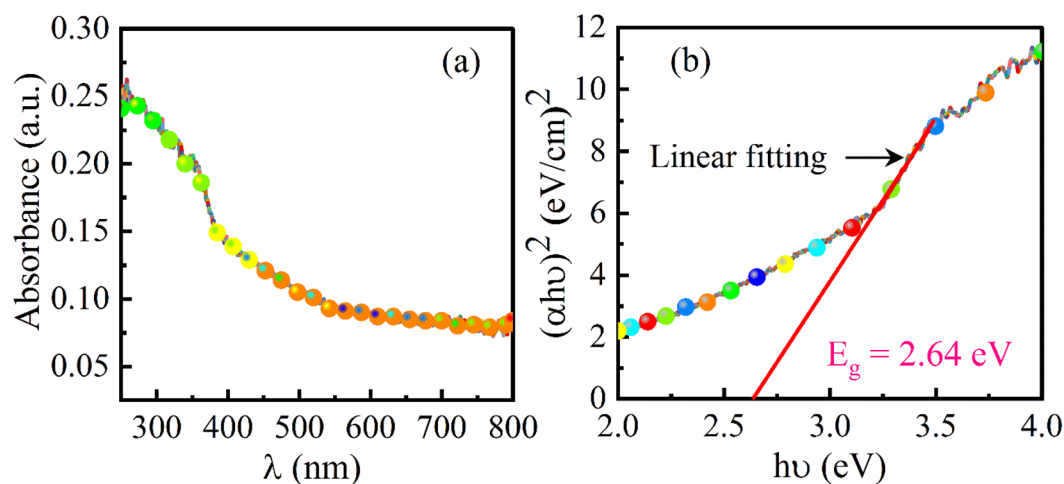 (a)
Absorbance (a.u.)
0.30
0.25
0.20
0.15
0.10
0.05
300 400 500 600 700 800
λ (nm)
(b)
(αhυ)² (eV/cm)²
12
10
8
6
4
2
0
Linear fitting
E_g = 2.64 eV
2.0 2.5 3.0 3.5 4.0
hυ (eV)